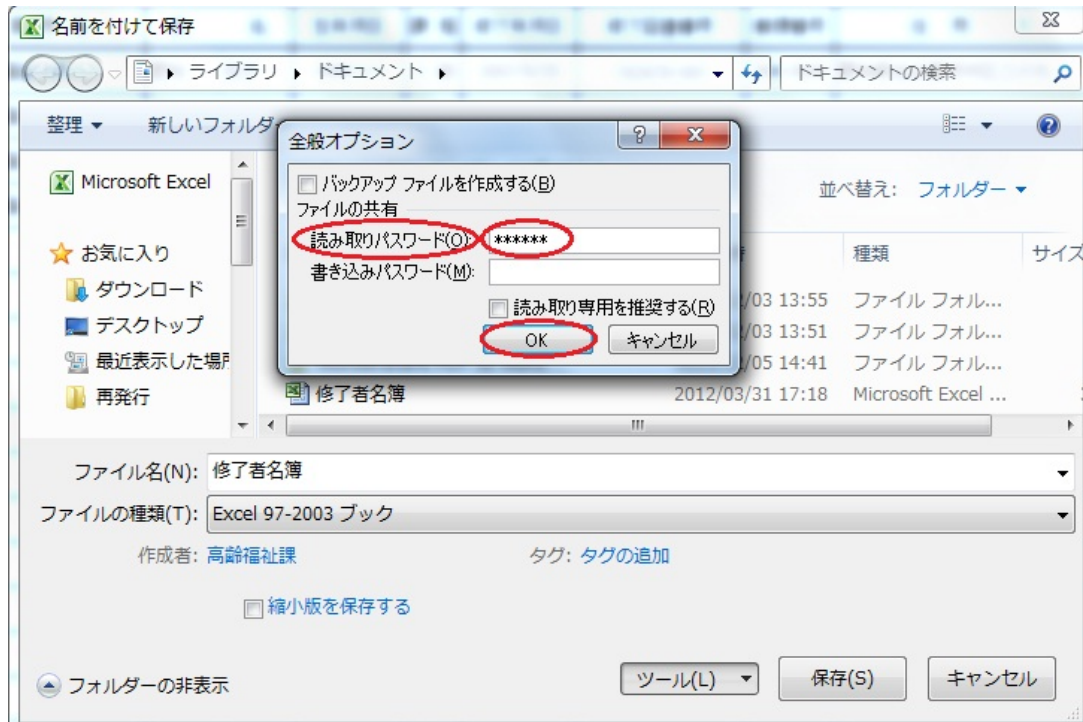 名前を付けて保存
ライブラリ ドキュメント ドキュメントの検索
整理 新しいフォルダー
全般オプション
バックアップ ファイルを作成する(B)
ファイルの共有
読み取りパスワード(O): ******
書き込みパスワード(M):
読み取り専用を推奨する(R)
OK キャンセル
Microsoft Excel
お気に入り
ダウンロード
デスクトップ
最近表示した場所
再発行
並べ替え: フォルダー
種類 サイズ
/03 13:55 ファイル フォル...
/03 13:51 ファイル フォル...
/05 14:41 ファイル フォル...
修了者名簿 2012/03/31 17:18 Microsoft Excel ...
ファイル名(N): 修了者名簿
ファイルの種類(T): Excel 97-2003 ブック
作成者: 高齢福祉課 タグ: タグの追加
縮小版を保存する
フォルダーの非表示 ツール(L) 保存(S) キャンセル